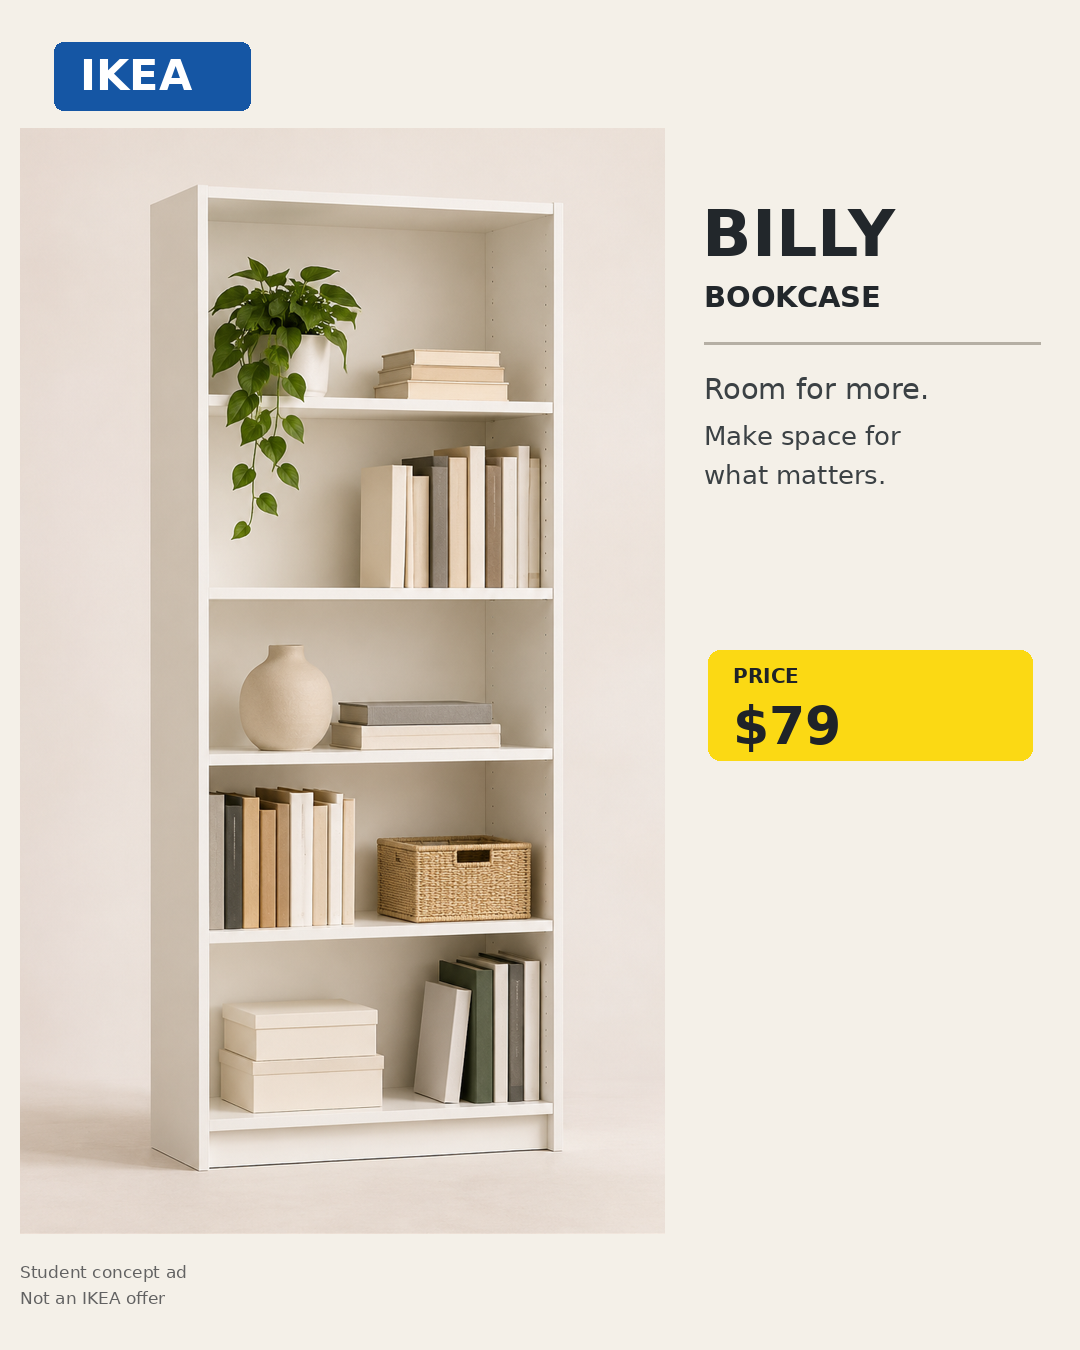 IKEA
BILLY
BOOKCASE
Room for more.
Make space for
what matters.
PRICE
$79
Student concept ad
Not an IKEA offer